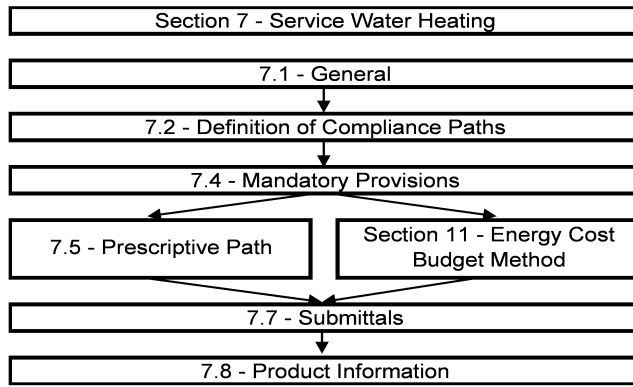 Section 7 - Service Water Heating
7.1 - General
7.2 - Definition of Compliance Paths
7.4 - Mandatory Provisions
7.5 - Prescriptive Path
Section 11 - Energy Cost
Budget Method
7.7 - Submittals
7.8 - Product Information